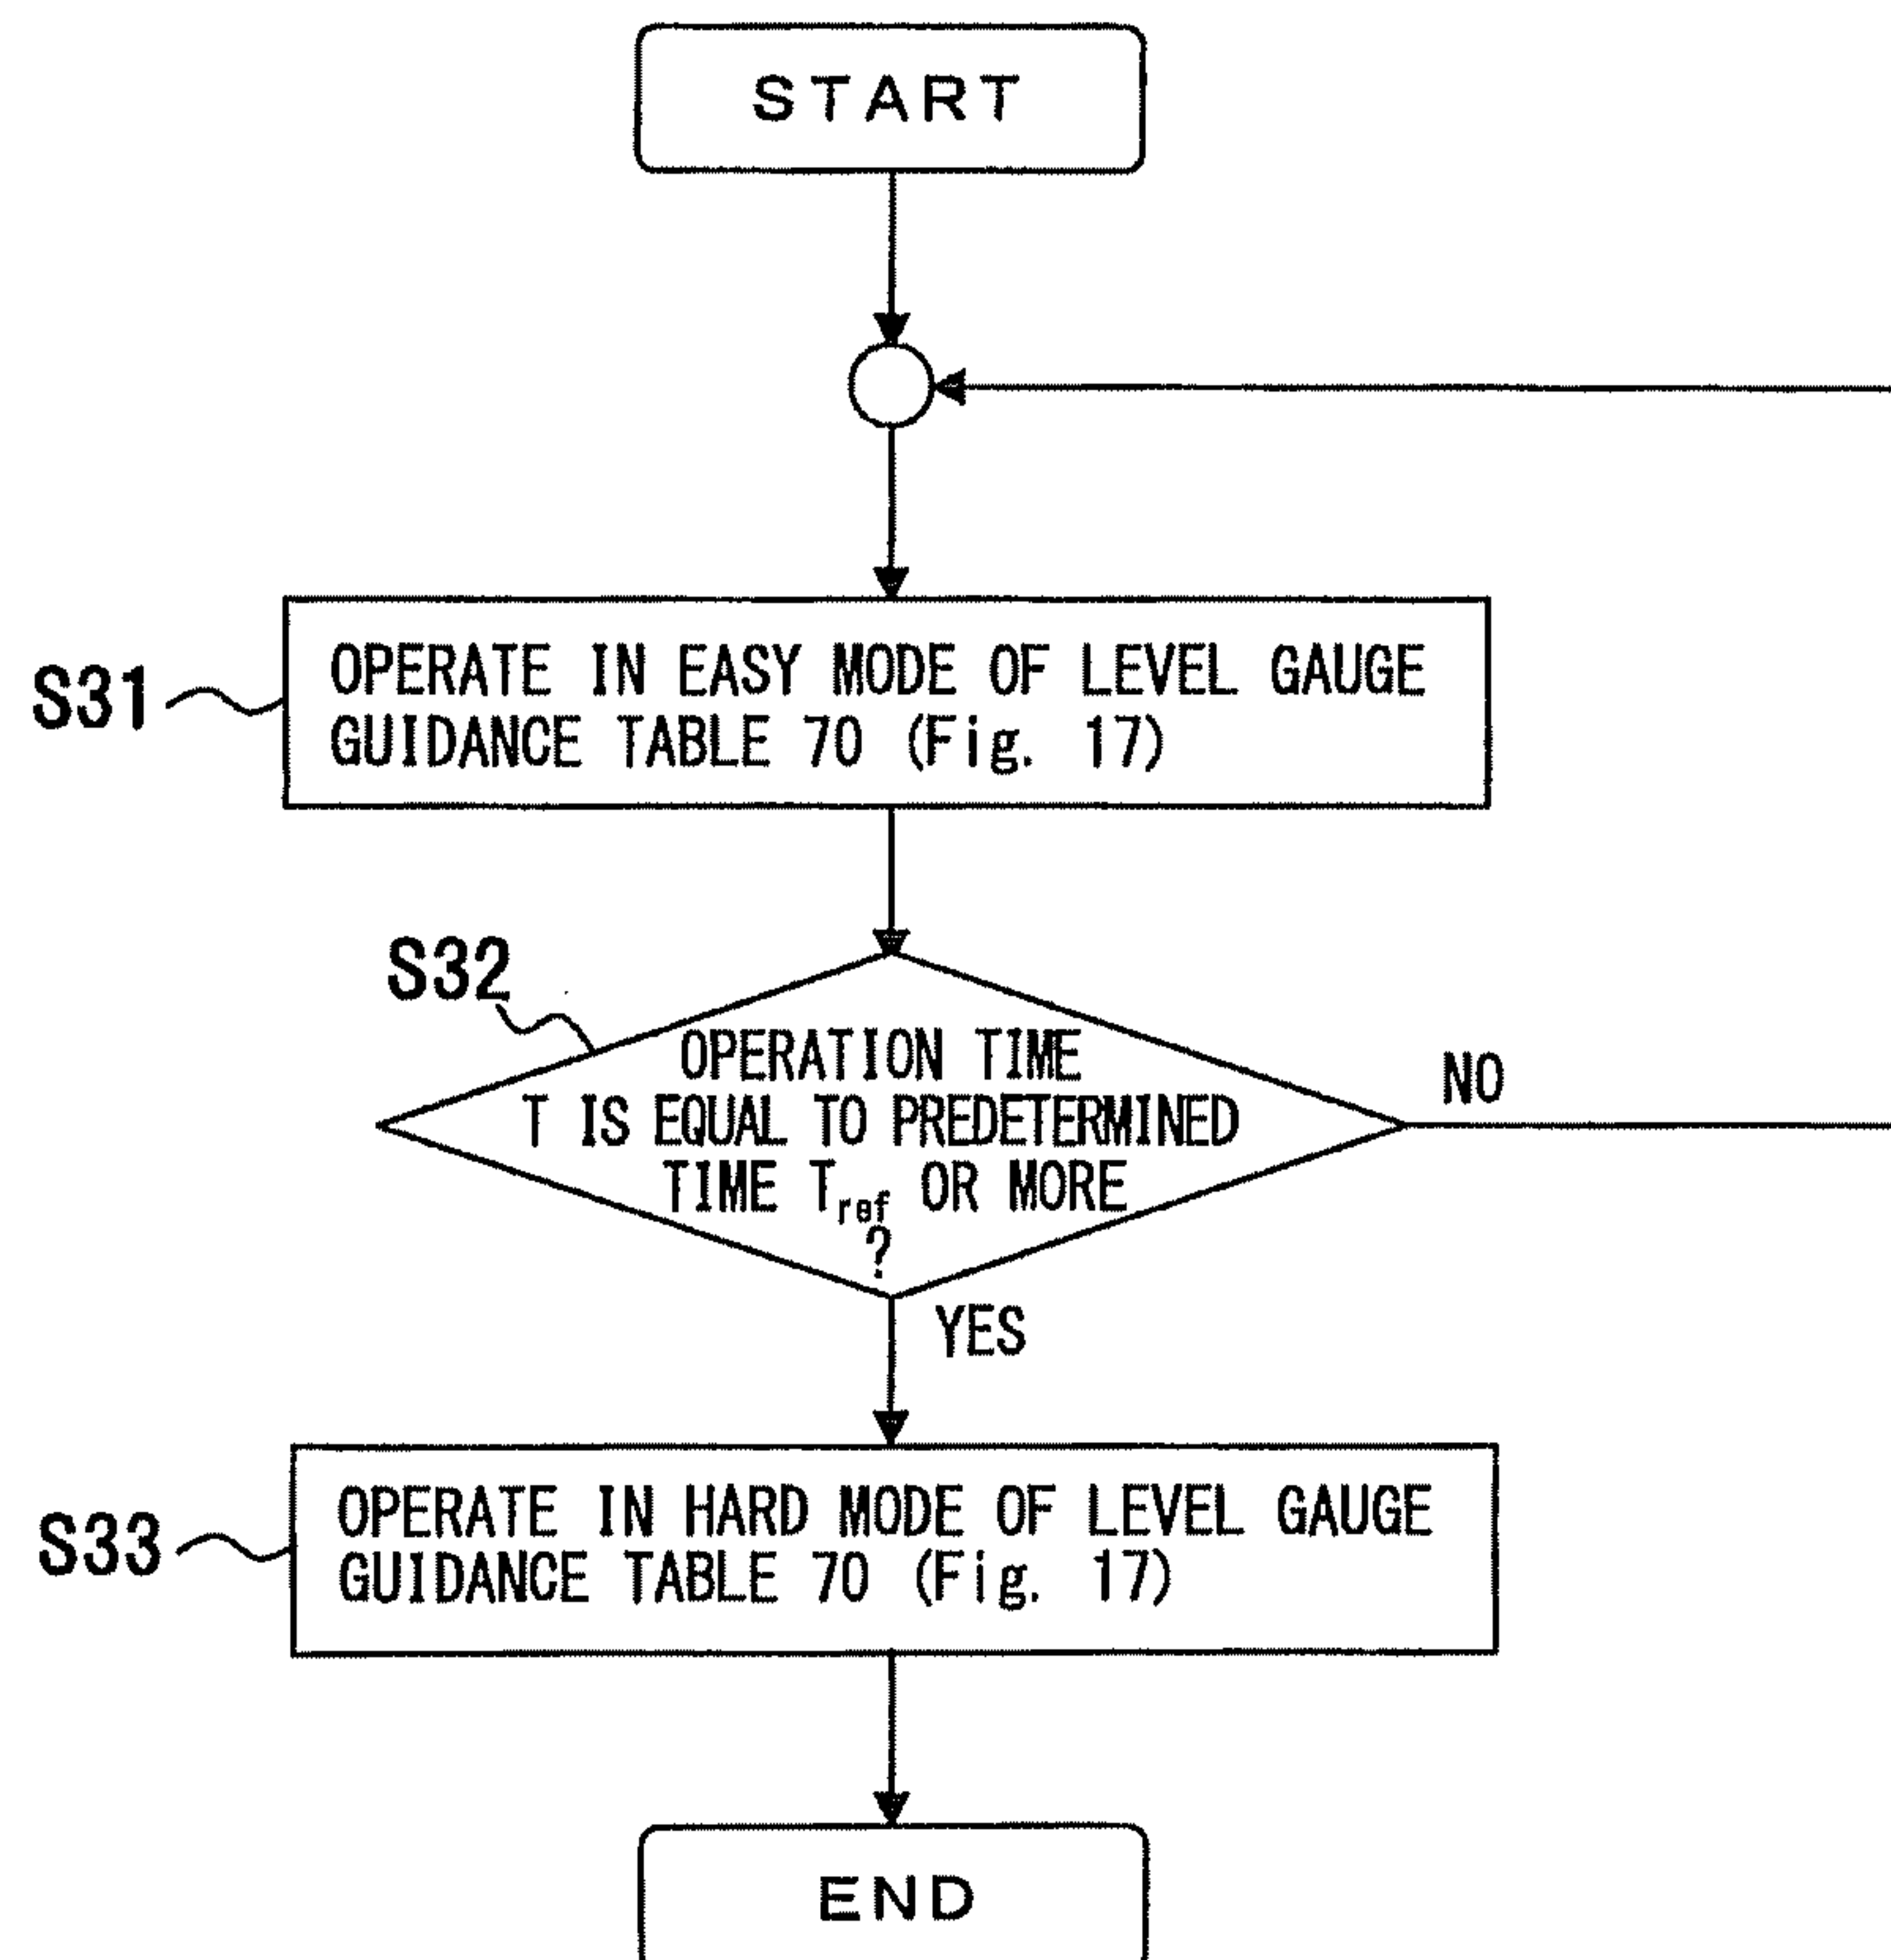 START
S31
OPERATE IN EASY MODE OF LEVEL GAUGE
GUIDANCE TABLE 70 (Fig. 17)
S32
OPERATION TIME
T IS EQUAL TO PREDETERMINED
TIME Tref OR MORE
?
NO
YES
S33
OPERATE IN HARD MODE OF LEVEL GAUGE
GUIDANCE TABLE 70 (Fig. 17)
END